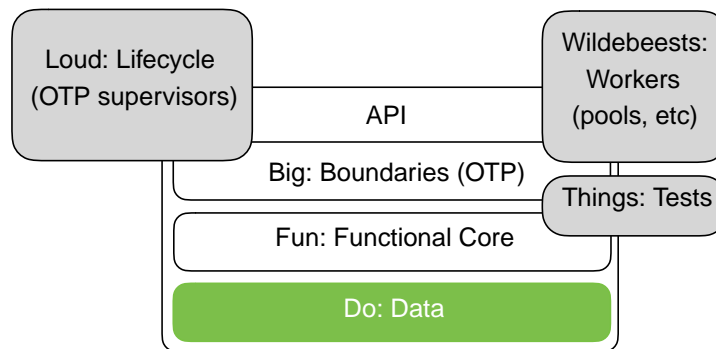 Loud: Lifecycle
(OTP supervisors)
Wildebeests:
Workers
(pools, etc)
API
Big: Boundaries (OTP)
Things: Tests
Fun: Functional Core
Do: Data